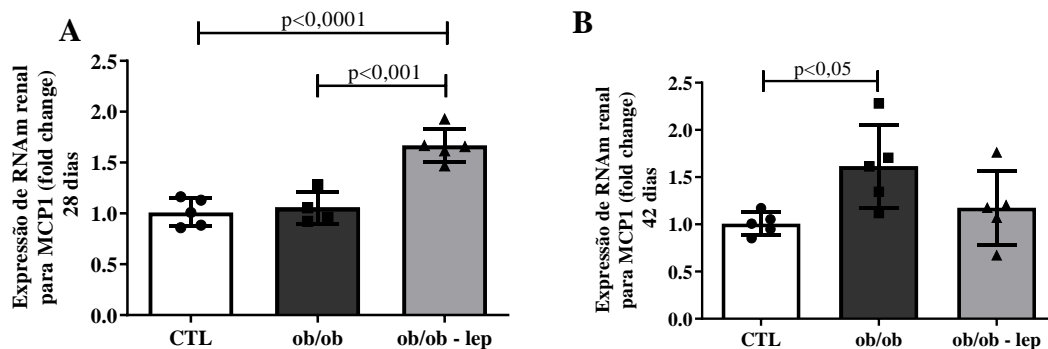 A
p<0,0001
p<0,001
Expressão de RNAm renal
para MCP1 (fold change)
28 dias
2.5
2.0
1.5
1.0
0.5
0.0
CTL
ob/ob
ob/ob - lep
B
p<0,05
Expressão de RNAm renal
para MCP1 (fold change)
42 dias
2.5
2.0
1.5
1.0
0.5
0.0
CTL
ob/ob
ob/ob - lep